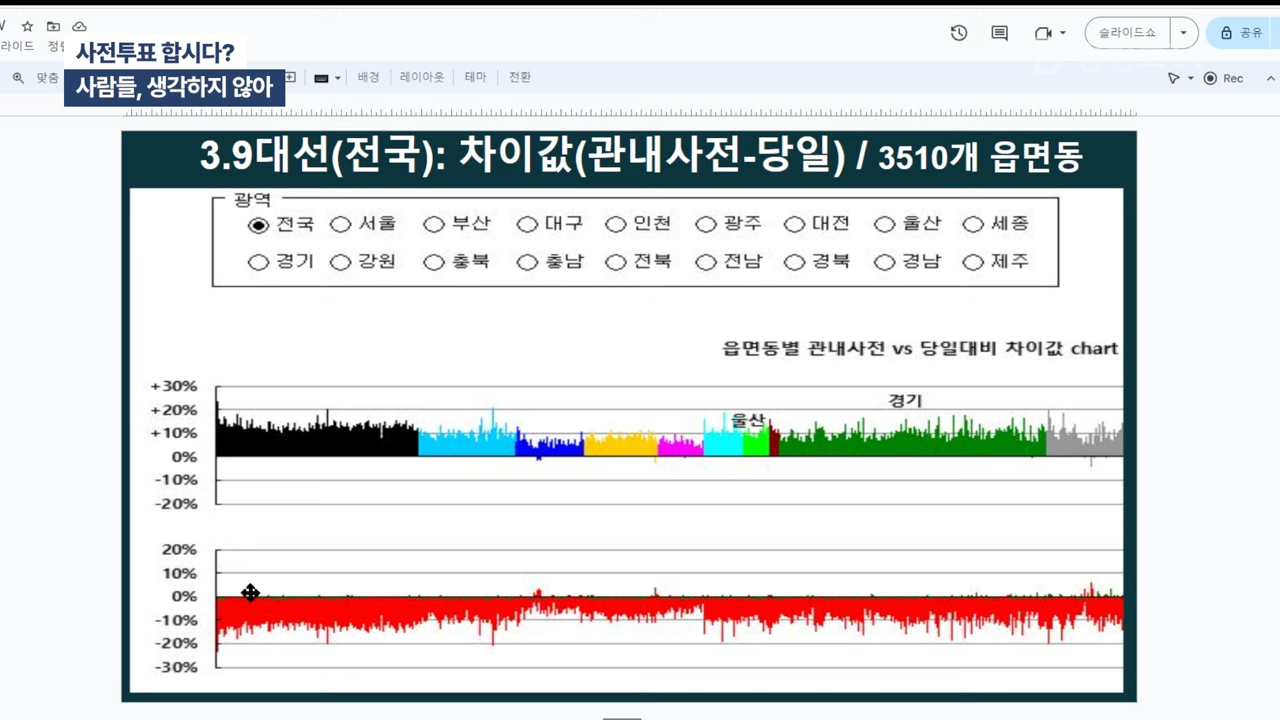 라이드
사전투표 합시다?
사람들, 생각하지 않아
맞춤
배경
레이아웃
테마
전환
슬라이드쇼
공유
Rec
3.9대선(전국): 차이값(관내사전-당일) / 3510개 읍면동
광역
전국 서울 부산 대구 인천 광주 대전 울산 세종
경기 강원 충북 충남 전북 전남 경북 경남 제주
읍면동별 관내사전 vs 당일대비 차이값 chart
+30%
+20%
+10%
0%
-10%
-20%
울산
경기
20%
10%
0%
-10%
-20%
-30%